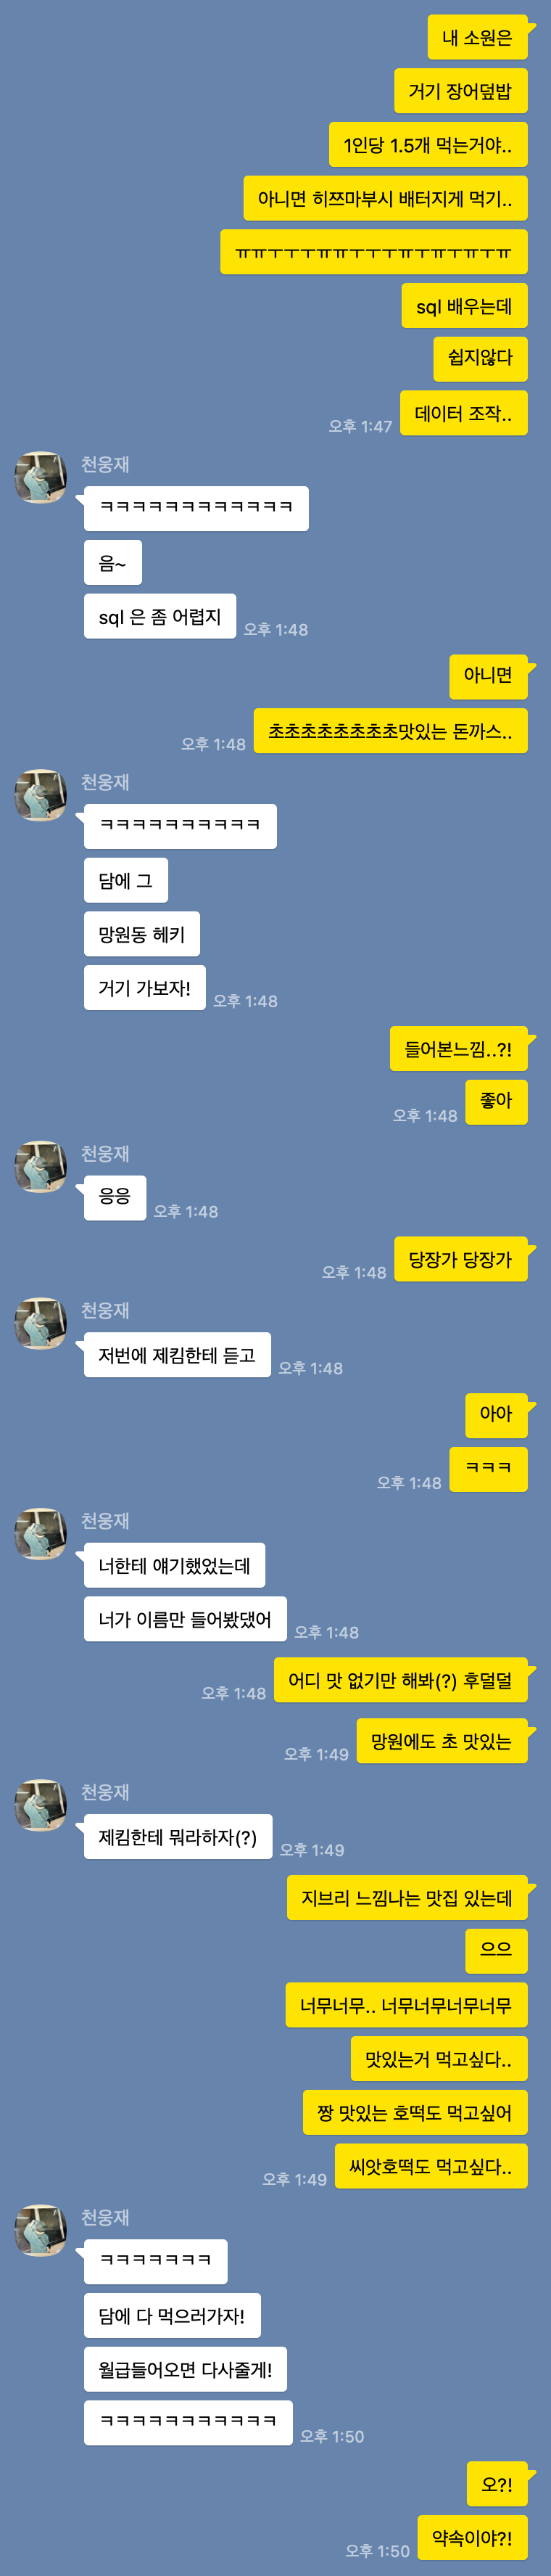 내 소원은
거기 장어덮밥
1인당 1.5개 먹는거야..
아니면 히쯔마부시 배터지게 먹기..
ㅠㅠㅜㅜㅜㅠㅠㅜㅜㅜㅠㅜㅠㅜㅠㅜㅠ
sql 배우는데
쉽지않다
데이터 조작..
오후 1:47
천웅재
ㅋㅋㅋㅋㅋㅋㅋㅋㅋㅋㅋㅋ
음~
sql 은 좀 어렵지
오후 1:48
아니면
초초초초초초초초맛있는 돈까스..
오후 1:48
천웅재
ㅋㅋㅋㅋㅋㅋㅋㅋㅋㅋ
담에 그
망원동 헤키
거기 가보자!
오후 1:48
들어본느낌..?!
좋아
오후 1:48
천웅재
응응
오후 1:48
당장가 당장가
오후 1:48
천웅재
저번에 제킴한테 듣고
오후 1:48
아아
ㅋㅋㅋ
오후 1:48
천웅재
너한테 얘기했었는데
너가 이름만 들어봤댔어
오후 1:48
어디 맛 없기만 해봐(?) 후덜덜
오후 1:48
망원에도 초 맛있는
오후 1:49
천웅재
제킴한테 뭐라하자(?)
오후 1:49
지브리 느낌나는 맛집 있는데
으으
너무너무.. 너무너무너무너무
맛있는거 먹고싶다..
짱 맛있는 호떡도 먹고싶어
씨앗호떡도 먹고싶다..
오후 1:49
천웅재
ㅋㅋㅋㅋㅋㅋㅋ
담에 다 먹으러가자!
월급들어오면 다사줄게!
ㅋㅋㅋㅋㅋㅋㅋㅋㅋㅋㅋ
오후 1:50
오?!
약속이야?!
오후 1:50